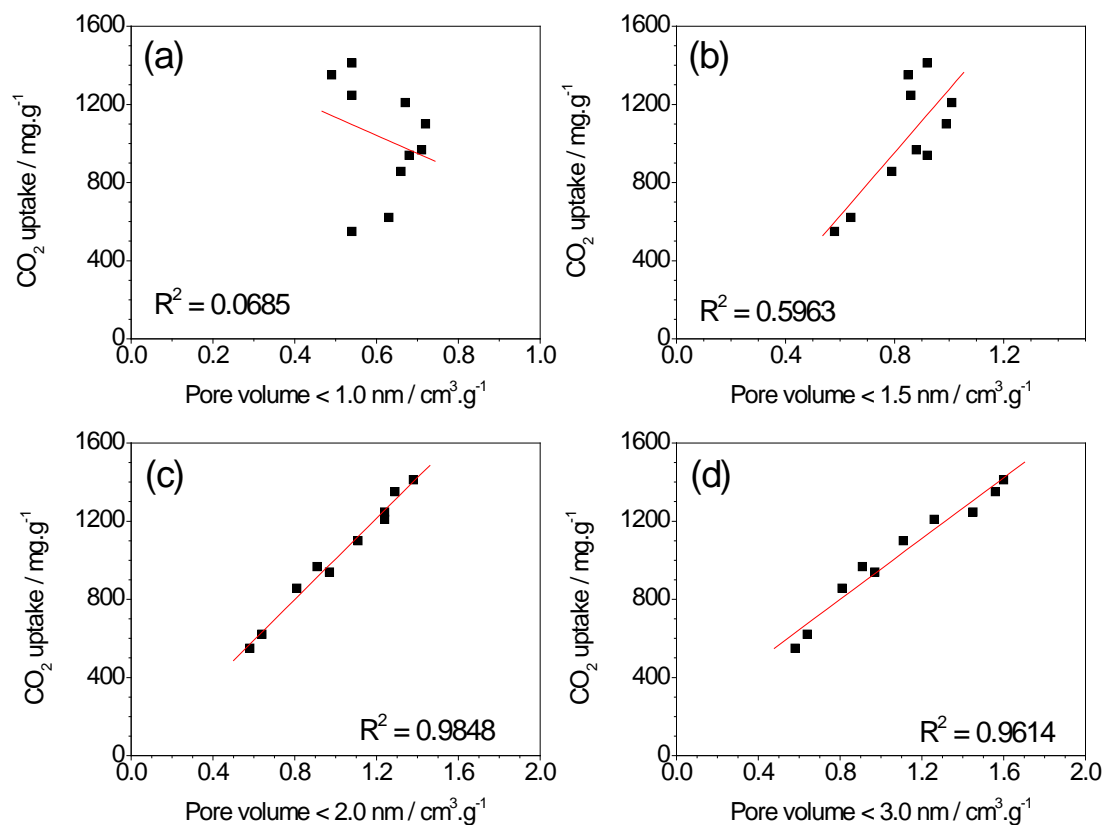 (a)
1600
1200
800
400
0
CO₂ uptake / mg.g⁻¹
R² = 0.0685
0.0 0.2 0.4 0.6 0.8 1.0
Pore volume < 1.0 nm / cm³.g⁻¹
(b)
1600
1200
800
400
0
CO₂ uptake / mg.g⁻¹
R² = 0.5963
0.0 0.4 0.8 1.2
Pore volume < 1.5 nm / cm³.g⁻¹
(c)
1600
1200
800
400
0
CO₂ uptake / mg.g⁻¹
R² = 0.9848
0.0 0.4 0.8 1.2 1.6 2.0
Pore volume < 2.0 nm / cm³.g⁻¹
(d)
1600
1200
800
400
0
CO₂ uptake / mg.g⁻¹
R² = 0.9614
0.0 0.4 0.8 1.2 1.6 2.0
Pore volume < 3.0 nm / cm³.g⁻¹